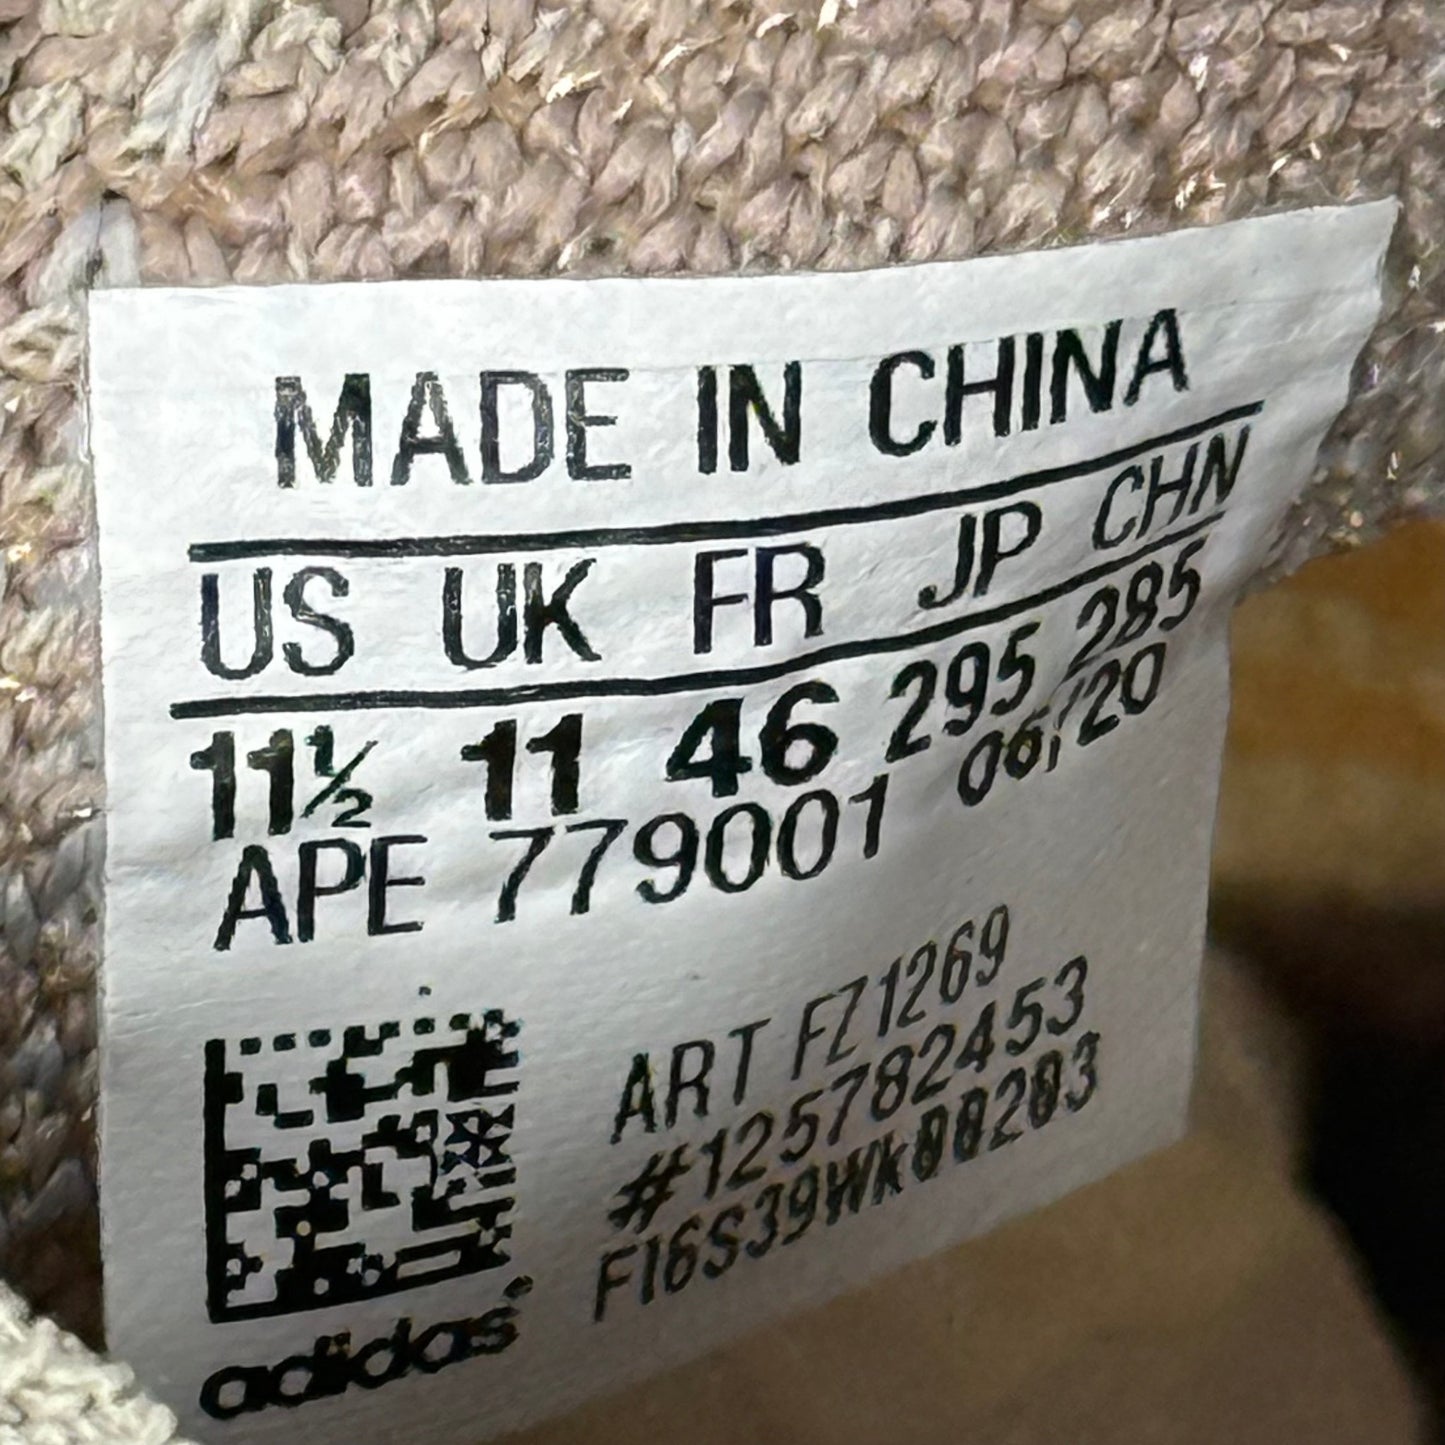 MADE IN CHINA
US UK FR JP CHN
11½ 11 46 295 285
APE 779001 06/20
ART FZ1269
#125782453
FI6S39WK00203
adidas